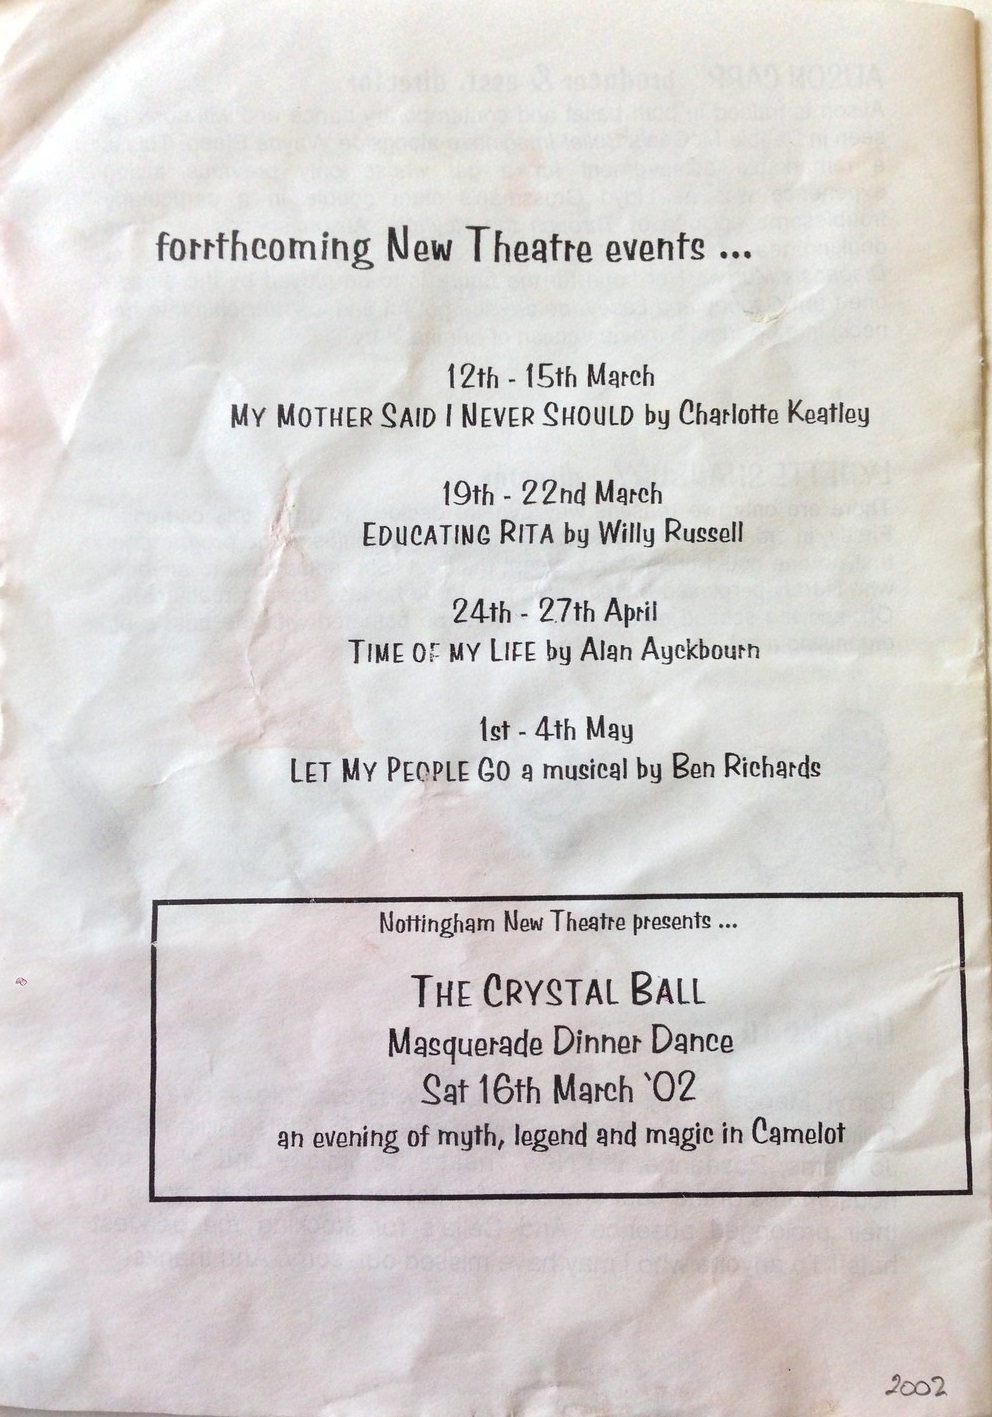 forrthcoming New Theatre events ...
12th - 15th March
MY MOTHER SAID I NEVER SHOULD by Charlotte Keatley
19th - 22nd March
EDUCATING RITA by Willy Russell
24th - 27th April
TIME OF MY LIFE by Alan Ayckbourn
1st - 4th May
LET MY PEOPLE GO a musical by Ben Richards
Nottingham New Theatre presents ...
THE CRYSTAL BALL
Masquerade Dinner Dance
Sat 16th March '02
an evening of myth, legend and magic in Camelot
2002